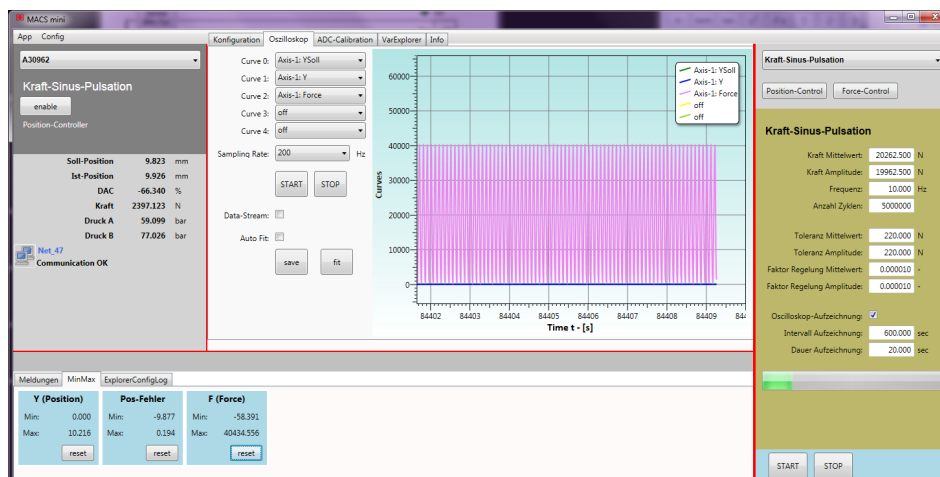 MACS mini
App Config
A30962
Kraft-Sinus-Pulsation
enable
Position-Controller
Soll-Position 9.823 mm
Ist-Position 9.926 mm
DAC -66.340 %
Kraft 2397.123 N
Druck A 59.099 bar
Druck B 77.026 bar
Net_47
Communication OK
Konfiguration Oszilloskop ADC-Calibration VarExplorer Info
Curve 0: Axis-1: YSoll
Curve 1: Axis-1: Y
Curve 2: Axis-1: Force
Curve 3: off
Curve 4: off
Sampling Rate: 200 Hz
START STOP
Data-Stream:
Auto Fit:
save fit
Curves
60000
50000
40000
30000
20000
10000
0
84402 84403 84404 84405 84406 84407 84408 84409 84
Time t - [s]
Axis-1: YSoll
Axis-1: Y
Axis-1: Force
off
off
Kraft-Sinus-Pulsation
Position-Control Force-Control
Kraft-Sinus-Pulsation
Kraft Mittelwert: 20262.500 N
Kraft Amplitude: 19962.500 N
Frequenz: 10.000 Hz
Anzahl Zyklen: 5000000
Toleranz Mittelwert: 220.000 N
Toleranz Amplitude: 220.000 N
Faktor Regelung Mittelwert: 0.000010 -
Faktor Regelung Amplitude: 0.000010 -
Oscilloskop-Aufzeichnung:
Intervall Aufzeichnung: 600.000 sec
Dauer Aufzeichnung: 20.000 sec
START STOP
Meldungen MinMax ExplorerConfigLog
Y (Position) Pos-Fehler F (Force)
Min: 0.000 Min: -9.877 Min: -58.391
Max: 10.216 Max: 0.194 Max: 40434.556
reset reset reset